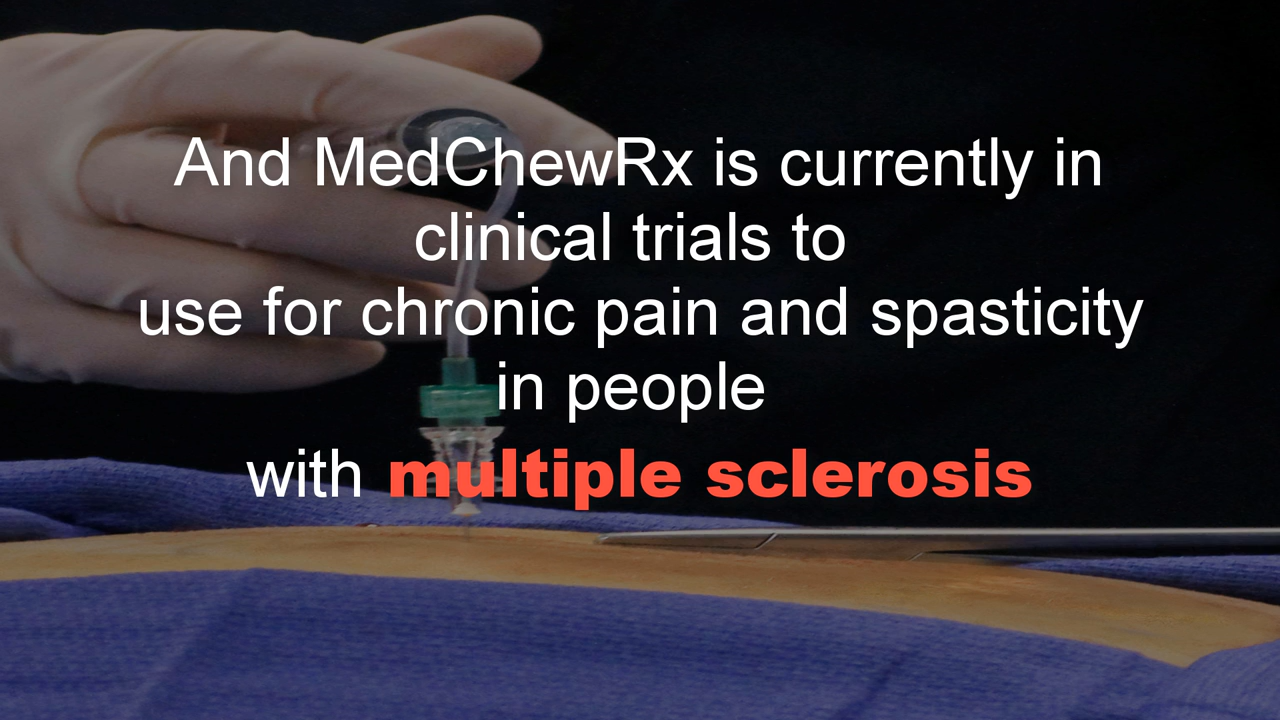 And MedChewRx is currently in
clinical trials to
use for chronic pain and spasticity
in people
with multiple sclerosis